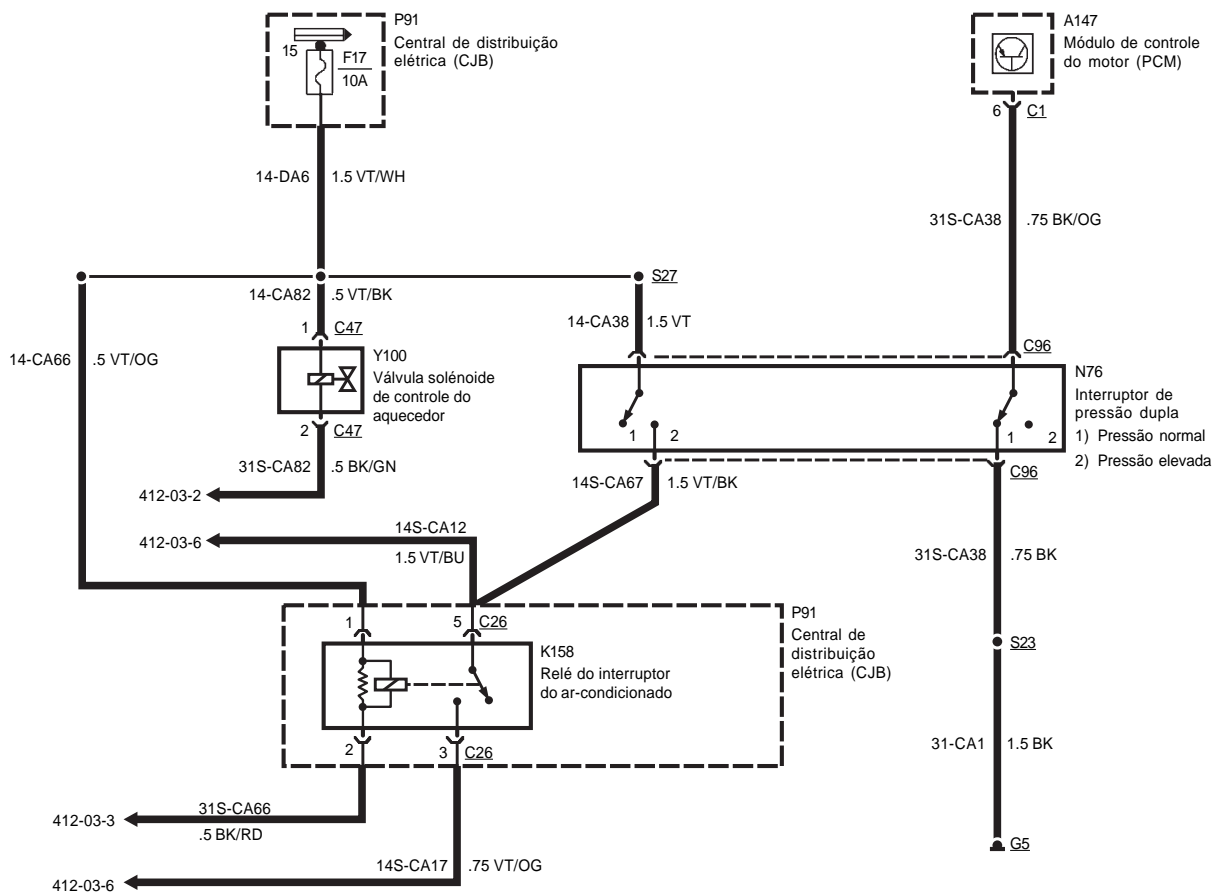 P91
Central de distribuição
elétrica (CJB)
15
F17
10A
A147
Módulo de controle
do motor (PCM)
6
C1
14-DA6
1.5 VT/WH
31S-CA38
.75 BK/OG
S27
14-CA82
.5 VT/BK
14-CA38
1.5 VT
1
C47
14-CA66
.5 VT/OG
C96
Y100
Válvula solénoide
de controle do
aquecedor
N76
Interruptor de
pressão dupla
1) Pressão normal
2) Pressão elevada
1
2
1
2
2
C47
31S-CA82
.5 BK/GN
C96
14S-CA67
1.5 VT/BK
412-03-2
14S-CA12
412-03-6
1.5 VT/BU
31S-CA38
.75 BK
P91
Central de
distribuição
elétrica (CJB)
1
5
C26
K158
Relé do interruptor
do ar-condicionado
S23
2
3
C26
31-CA1
1.5 BK
31S-CA66
412-03-3
.5 BK/RD
G5
14S-CA17
.75 VT/OG
412-03-6